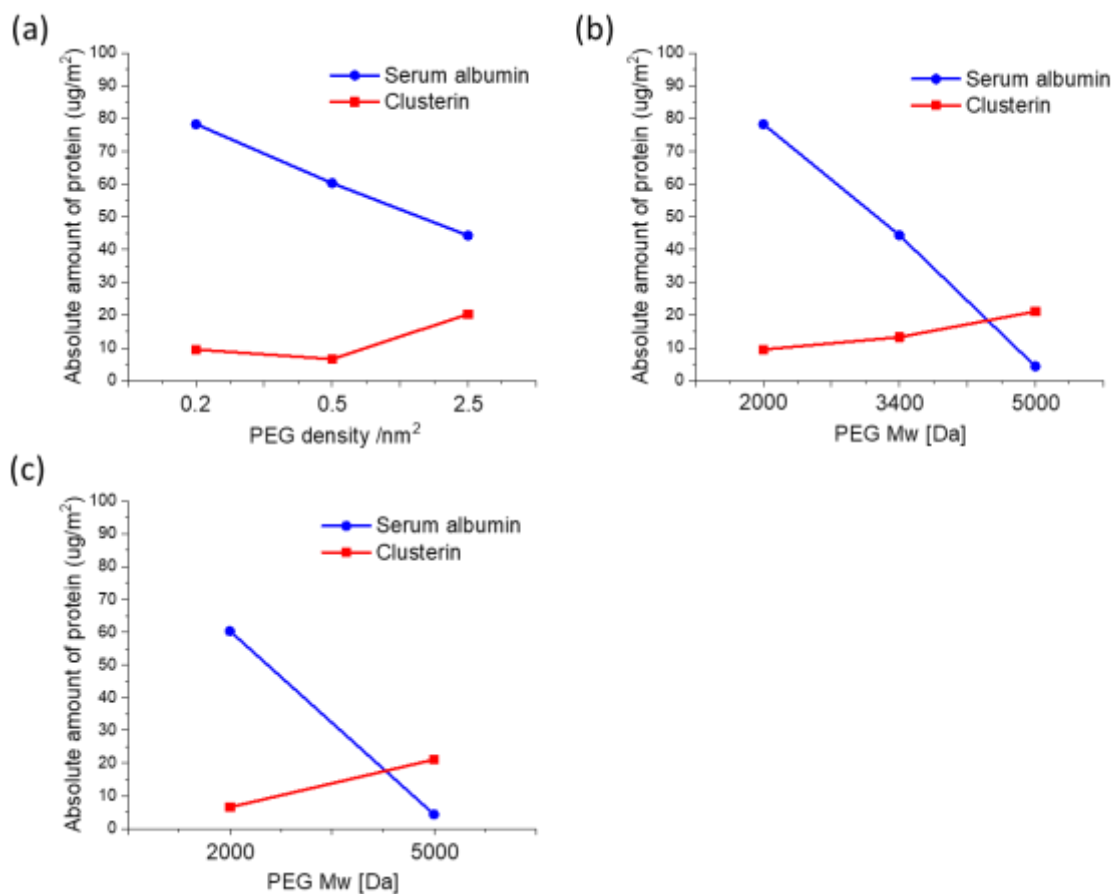 (a)
Absolute amount of protein (ug/m²)
100
90
80
70
60
50
40
30
20
10
0
Serum albumin
Clusterin
0.2 0.5 2.5
PEG density /nm²
(b)
Absolute amount of protein (ug/m²)
100
90
80
70
60
50
40
30
20
10
0
Serum albumin
Clusterin
2000 3400 5000
PEG Mw [Da]
(c)
Absolute amount of protein (ug/m²)
100
90
80
70
60
50
40
30
20
10
0
Serum albumin
Clusterin
2000 5000
PEG Mw [Da]